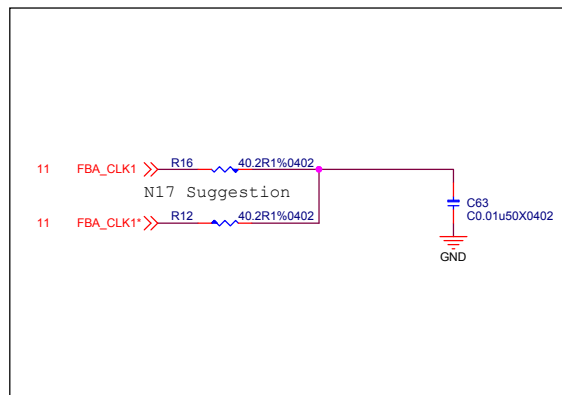 11 FBA_CLK1 R16 40.2R1%0402
N17 Suggestion
11 FBA_CLK1* R12 40.2R1%0402
C63
C0.01u50X0402
GND